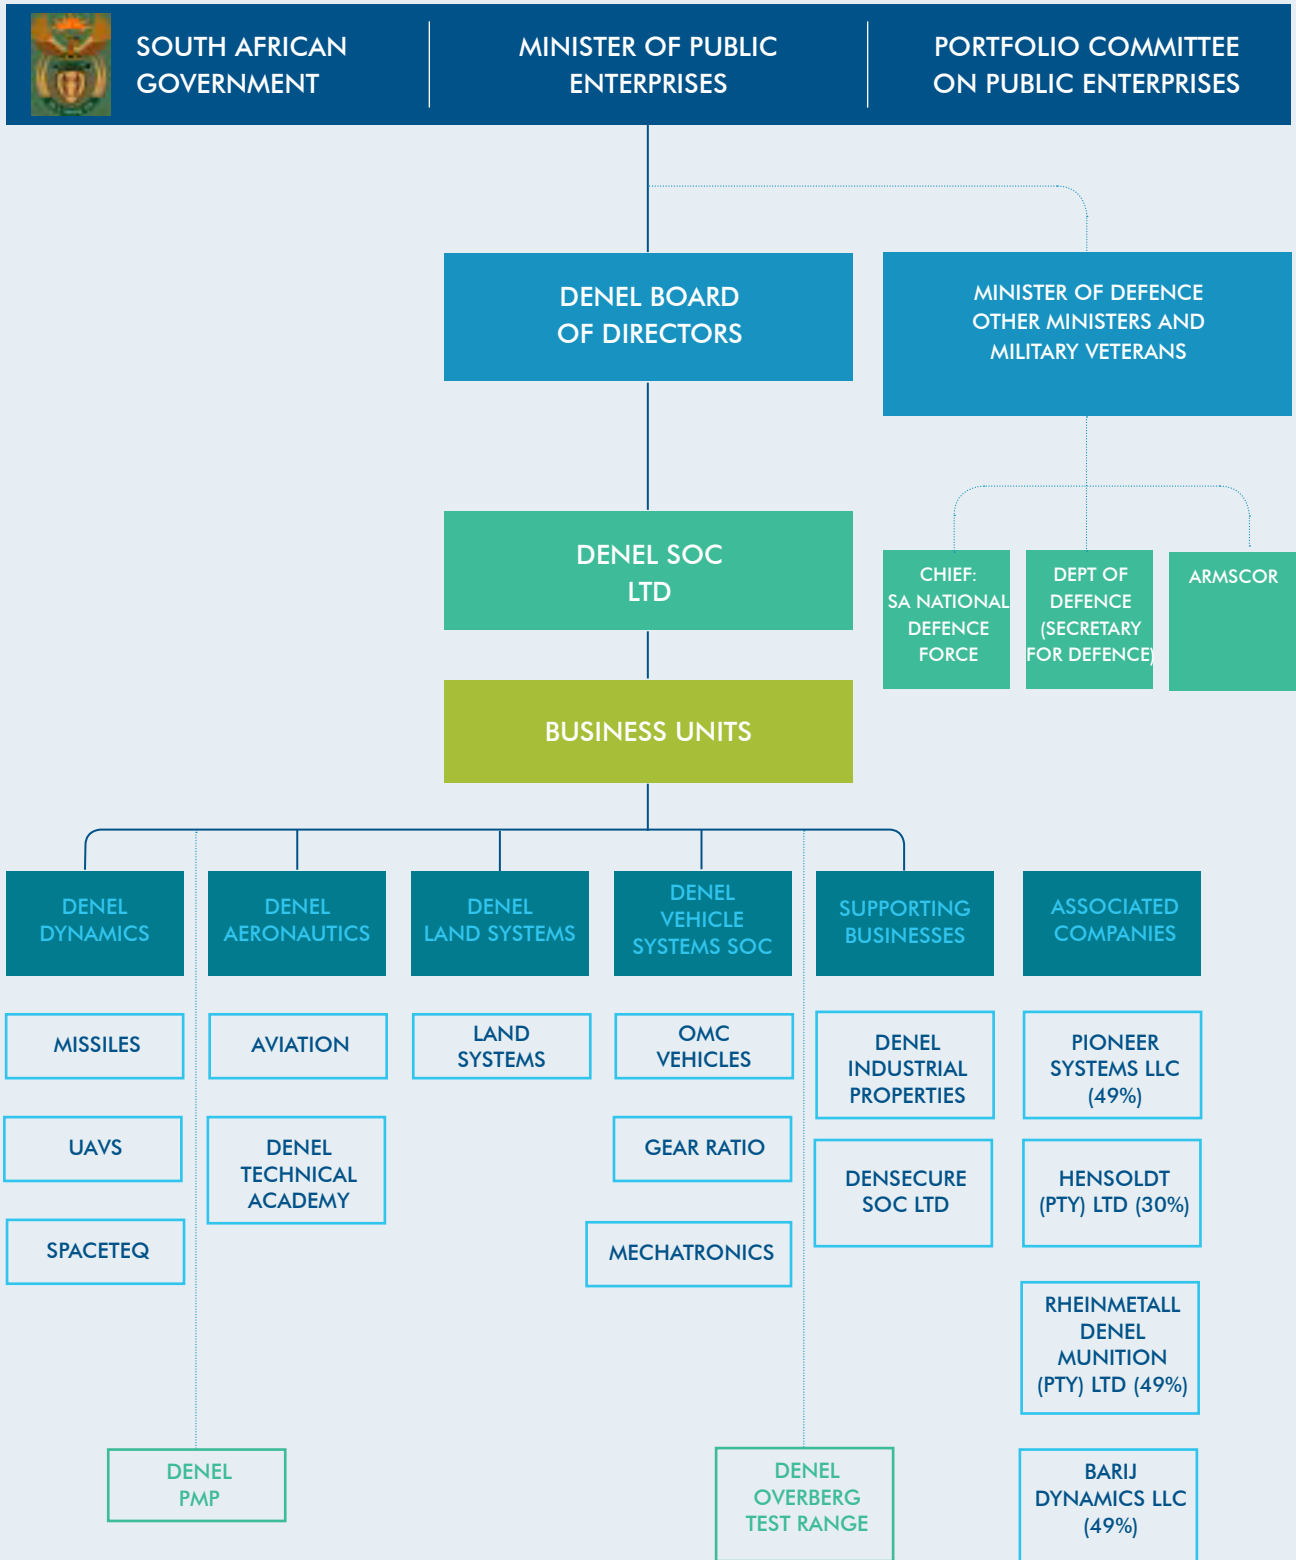 SOUTH AFRICAN
GOVERNMENT
MINISTER OF PUBLIC
ENTERPRISES
PORTFOLIO COMMITTEE
ON PUBLIC ENTERPRISES
DENEL BOARD
OF DIRECTORS
MINISTER OF DEFENCE
OTHER MINISTERS AND
MILITARY VETERANS
DENEL SOC
LTD
CHIEF:
SA NATIONAL
DEFENCE
FORCE
DEPT OF
DEFENCE
(SECRETARY
FOR DEFENCE)
ARMSCOR
BUSINESS UNITS
DENEL
DYNAMICS
DENEL
AERONAUTICS
DENEL
LAND SYSTEMS
DENEL
VEHICLE
SYSTEMS SOC
SUPPORTING
BUSINESSES
ASSOCIATED
COMPANIES
MISSILES
UAVS
SPACETEQ
AVIATION
DENEL
TECHNICAL
ACADEMY
LAND
SYSTEMS
OMC
VEHICLES
GEAR RATIO
MECHATRONICS
DENEL
INDUSTRIAL
PROPERTIES
DENSECURE
SOC LTD
PIONEER
SYSTEMS LLC
(49%)
HENSOLDT
(PTY) LTD (30%)
RHEINMETALL
DENEL
MUNITION
(PTY) LTD (49%)
BARIJ
DYNAMICS LLC
(49%)
DENEL
PMP
DENEL
OVERBERG
TEST RANGE